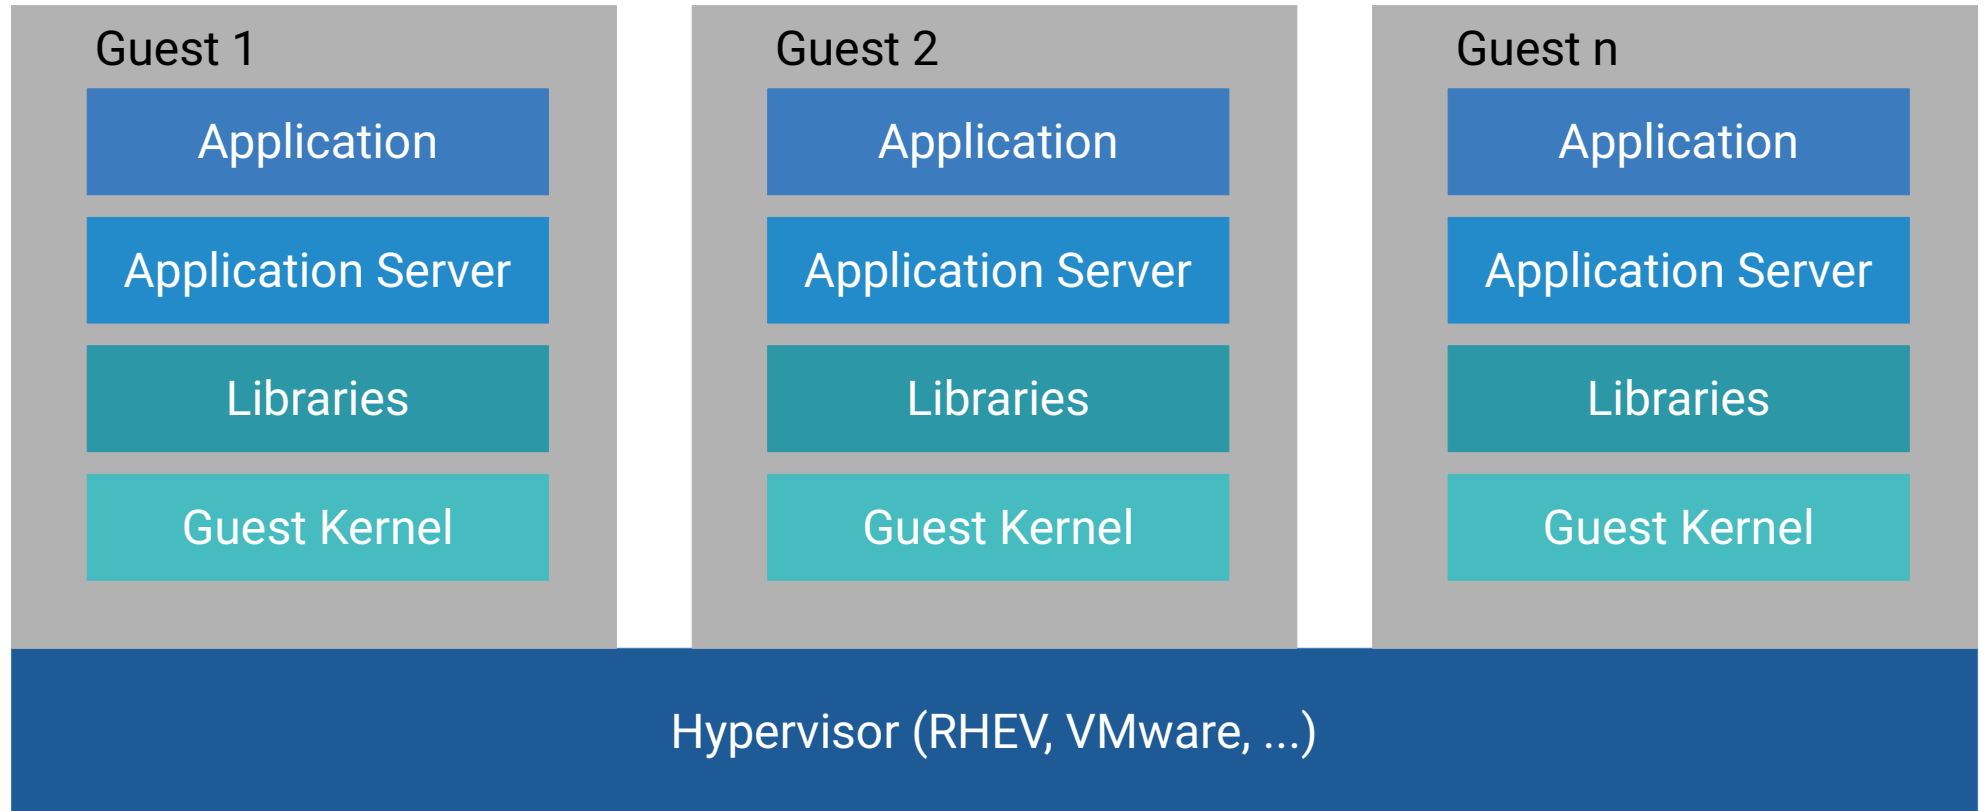 Guest 1
Application
Application Server
Libraries
Guest Kernel
Guest 2
Application
Application Server
Libraries
Guest Kernel
Guest n
Application
Application Server
Libraries
Guest Kernel
Hypervisor (RHEV, VMware, ...)